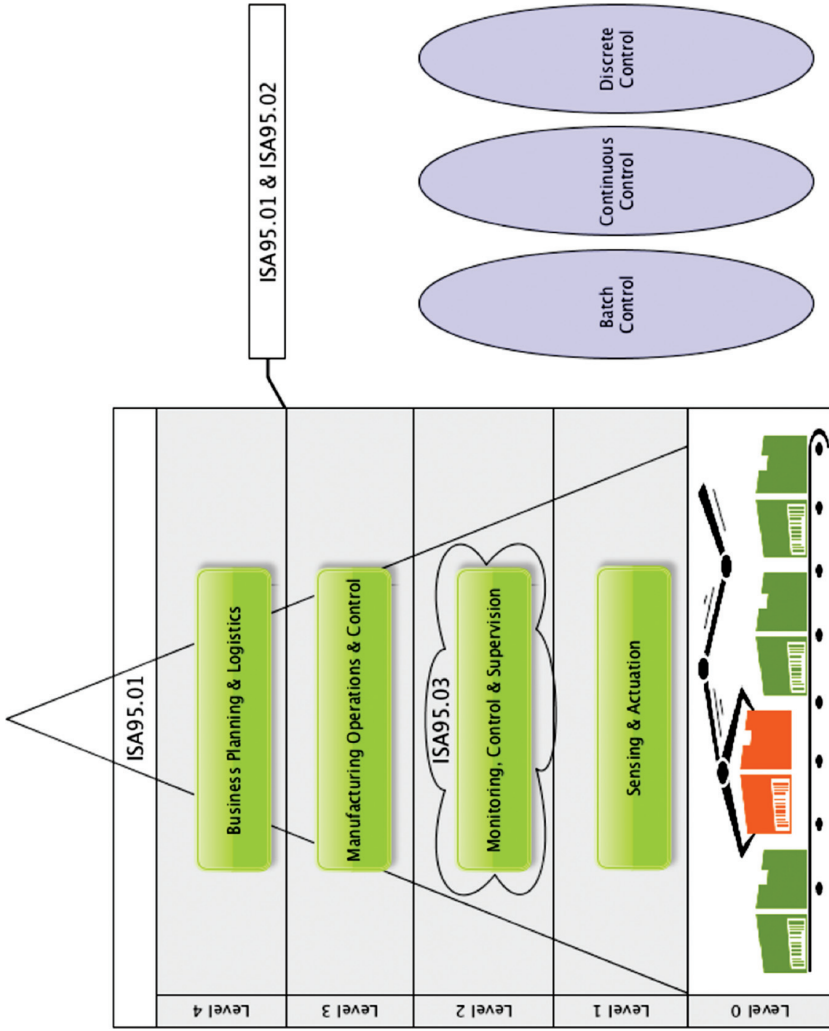 ISA95.01
Level 4
Business Planning & Logistics
ISA95.01 & ISA95.02
Level 3
Manufacturing Operations & Control
Level 2
ISA95.03
Monitoring, Control & Supervision
Level 1
Sensing & Actuation
Level 0
Batch
Control
Continuous
Control
Discrete
Control